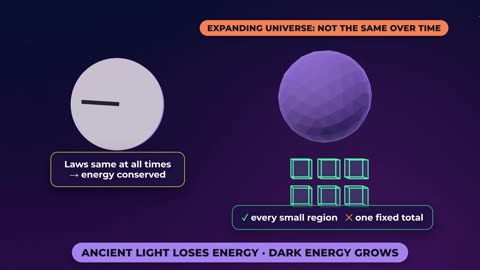 EXPANDING UNIVERSE: NOT THE SAME OVER TIME
Laws same at all times
→ energy conserved
✓ every small region ✕ one fixed total
ANCIENT LIGHT LOSES ENERGY · DARK ENERGY GROWS